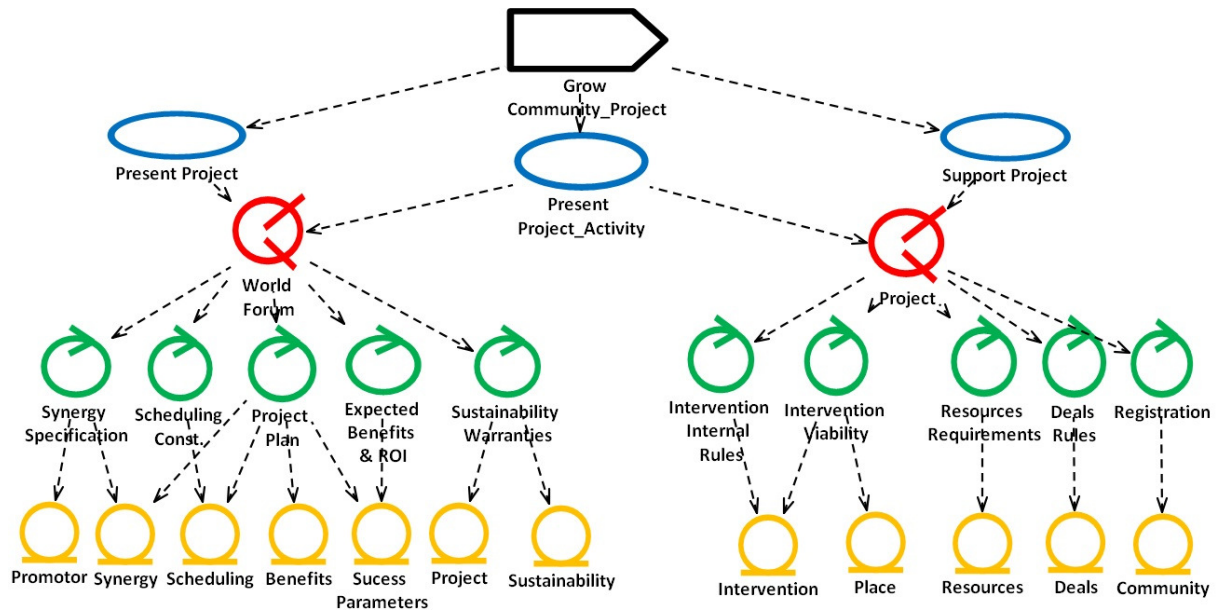 Grow
Community_Project
Present Project
Support Project
Present
Project_Activity
World
Forum
Project
Synergy
Specification
Scheduling
Const.
Project
Plan
Expected
Benefits
& ROI
Sustainability
Warranties
Intervention
Internal
Rules
Intervention
Viability
Resources
Requirements
Deals
Rules
Registration
Promotor
Synergy
Scheduling
Benefits
Sucess
Parameters
Project
Sustainability
Intervention
Place
Resources
Deals
Community